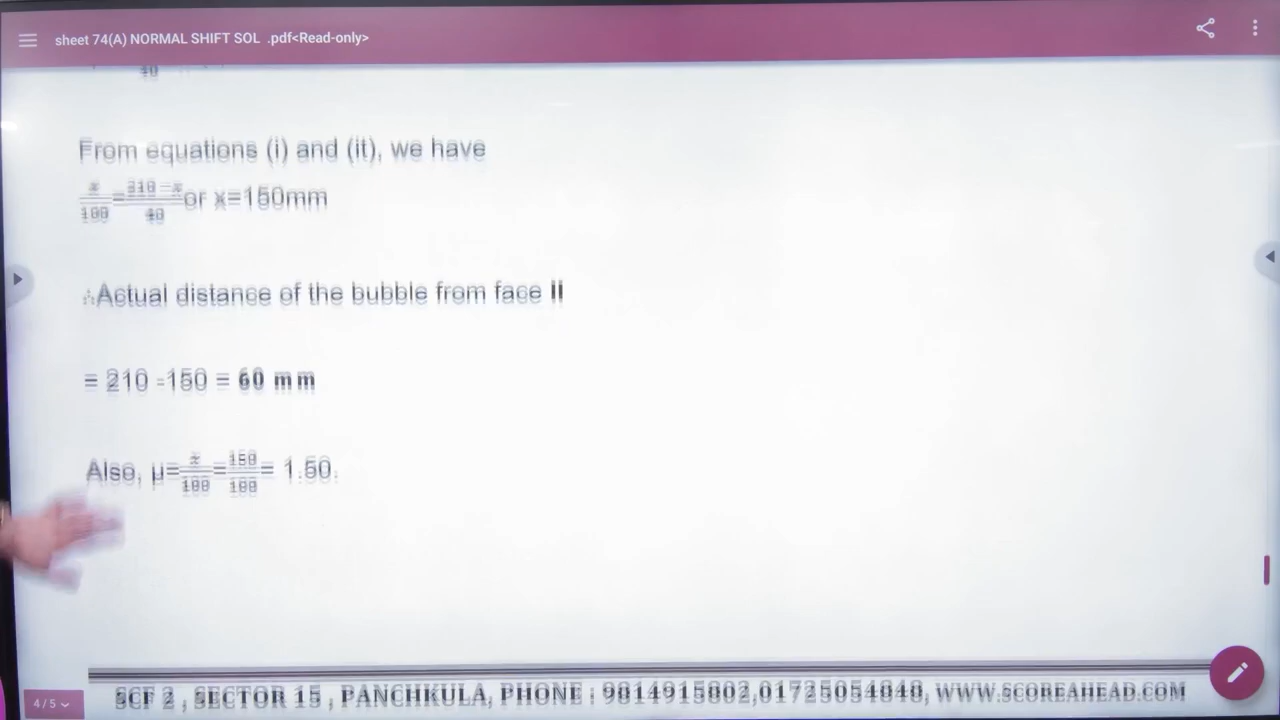 sheet 74(A) NORMAL SHIFT SOL .pdf<Read-only>
40
From equations (i) and (it), we have
x/100=210-x/40 or x=150mm
∴Actual distance of the bubble from face II
= 210 -150 = 60 mm
Also, μ=x/100=150/100= 1.50.
4/5
SCF 2 , SECTOR 15 , PANCHKULA, PHONE : 9814915802,01725054848, WWW.SCOREAHEAD.COM